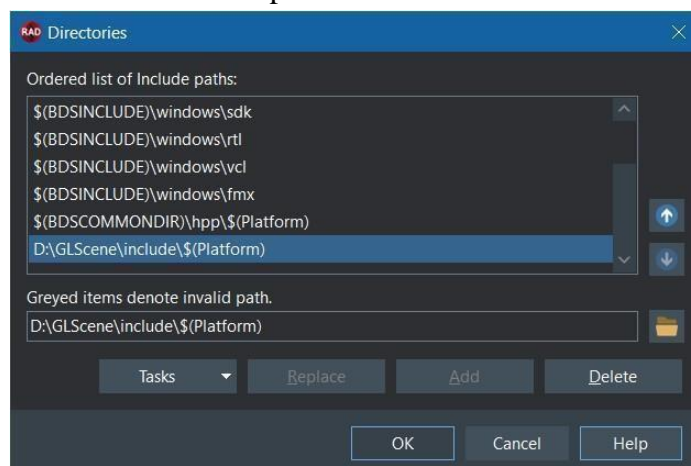 RAD Directories
Ordered list of Include paths:
$(BDSINCLUDE)\windows\sdk
$(BDSINCLUDE)\windows\rtl
$(BDSINCLUDE)\windows\vcl
$(BDSINCLUDE)\windows\fmx
$(BDSCOMMONDIR)\hpp\$(Platform)
D:\GLScene\include\$(Platform)
Greyed items denote invalid path.
D:\GLScene\include\$(Platform)
Tasks Replace Add Delete
OK Cancel Help